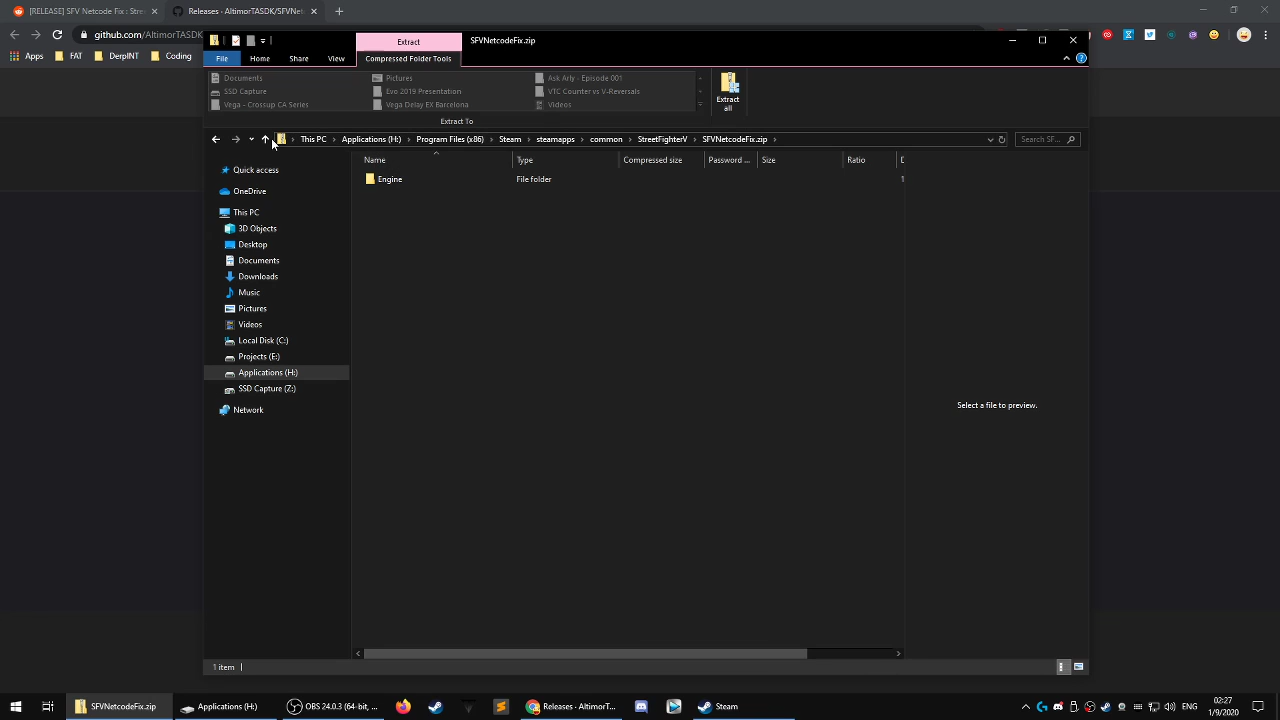 [RELEASE] SFV Netcode Fix : Stre
Releases · AltimorTASDK/SFVNet
github.com/AltimorTASDK
Apps
FAT
DerpINT
Coding
Extract
SFVNetcodeFix.zip
File
Home
Share
View
Compressed Folder Tools
Documents
Pictures
Ask Arly - Episode 001
SSD Capture
Evo 2019 Presentation
VTC Counter vs V-Reversals
Vega - Crossup CA Series
Vega Delay EX Barcelona
Videos
Extract all
Extract To
This PC
Applications (H:)
Program Files (x86)
Steam
steamapps
common
StreetFighterV
SFVNetcodeFix.zip
Search SF...
Name
Type
Compressed size
Password ...
Size
Ratio
Engine
File folder
1
Quick access
OneDrive
This PC
3D Objects
Desktop
Documents
Downloads
Music
Pictures
Videos
Local Disk (C:)
Projects (E:)
Applications (H:)
SSD Capture (Z:)
Network
Select a file to preview.
1 item
SFVNetcodeFix.zip
Applications (H:)
OBS 24.0.3 (64-bit, ...
Releases - AltimorT...
Steam
02:27
1/9/2020